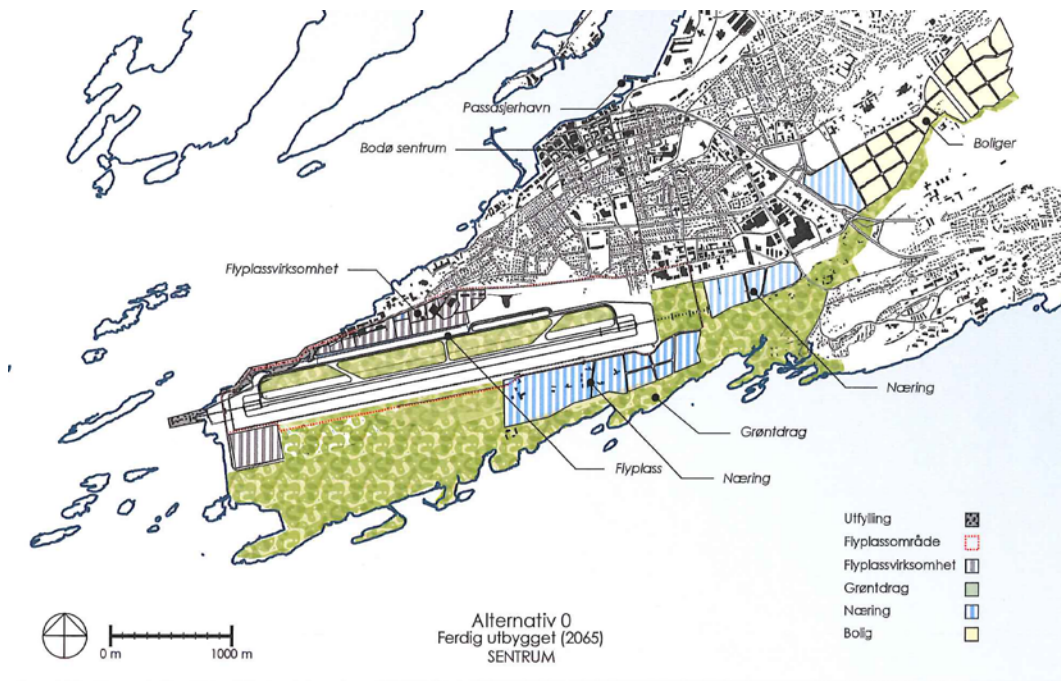 Passasjerhavn
Bodø sentrum
Boliger
Flyplassvirksomhet
Næring
Grøntdrag
Flyplass
Næring
Utfylling
Flyplassområde
Flyplassvirksomhet
Grøntdrag
Næring
Bolig
0 m
1000 m
Alternativ 0
Ferdig utbygget (2065)
SENTRUM